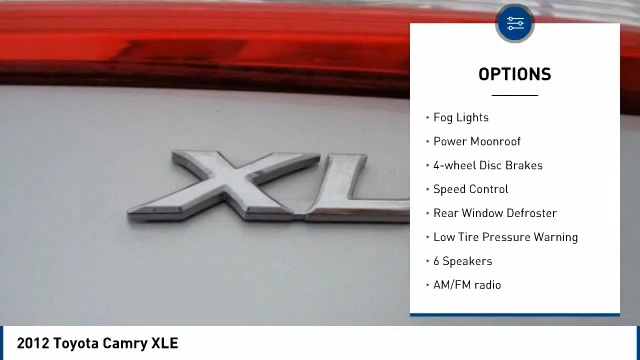 XL
OPTIONS
Fog Lights
Power Moonroof
4-wheel Disc Brakes
Speed Control
Rear Window Defroster
Low Tire Pressure Warning
6 Speakers
AM/FM radio
2012 Toyota Camry XLE